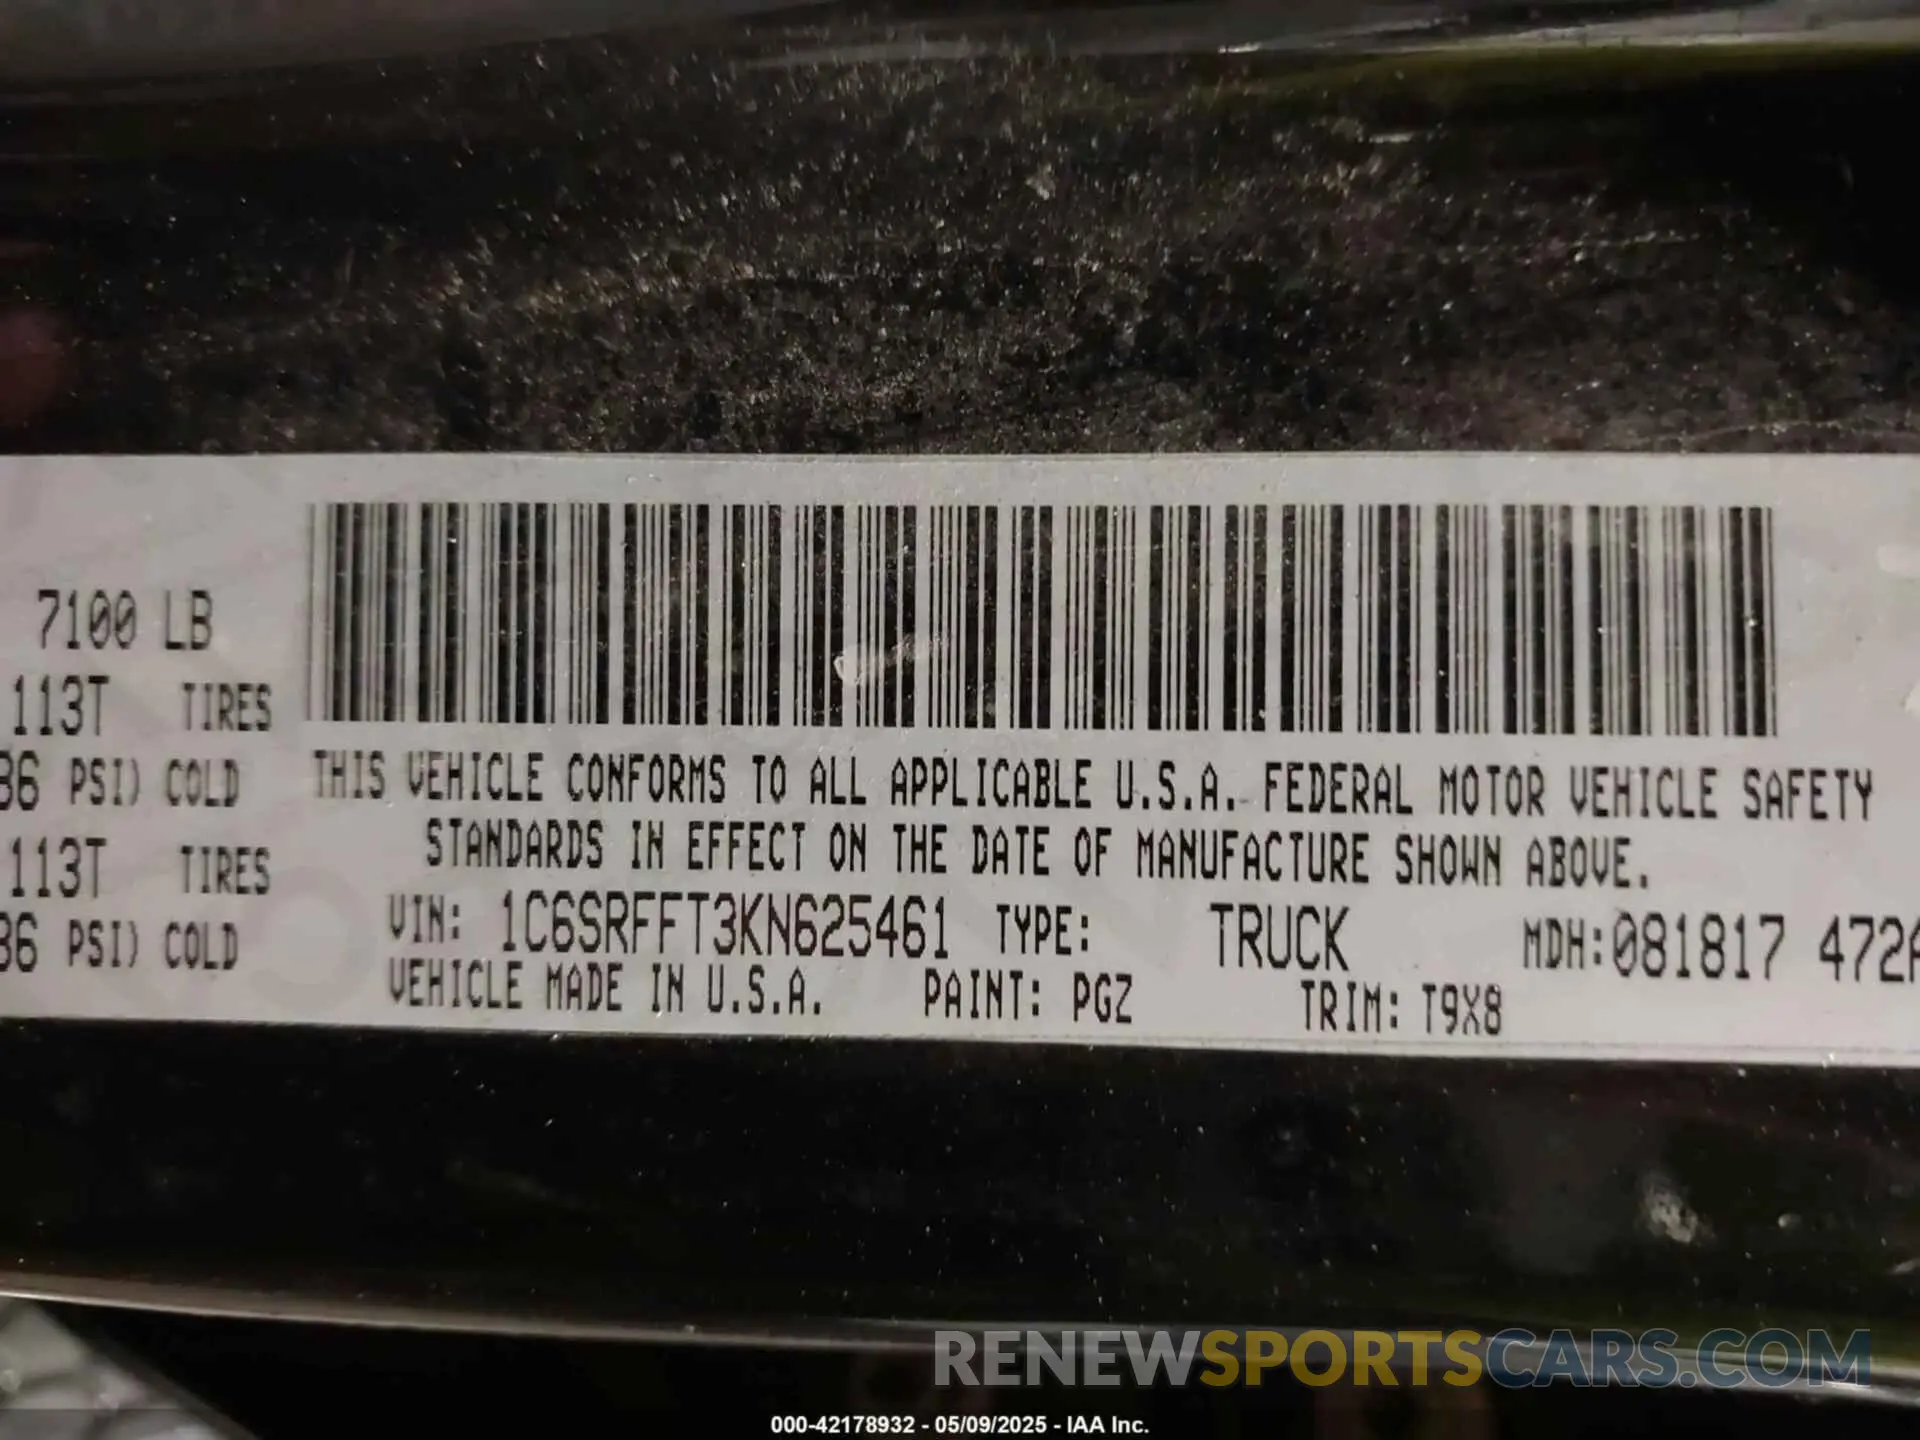 7100 LB
113T TIRES
36 PSI) COLD
113T TIRES
36 PSI) COLD
THIS VEHICLE CONFORMS TO ALL APPLICABLE U.S.A. FEDERAL MOTOR VEHICLE SAFETY
STANDARDS IN EFFECT ON THE DATE OF MANUFACTURE SHOWN ABOVE.
VIN: 1C6SRFFT3KN625461 TYPE: TRUCK MDH:081817 472A
VEHICLE MADE IN U.S.A. PAINT: PGZ TRIM: T9X8
RENEWSPORTSCARS.COM
000-42178932 - 05/09/2025 - IAA Inc.